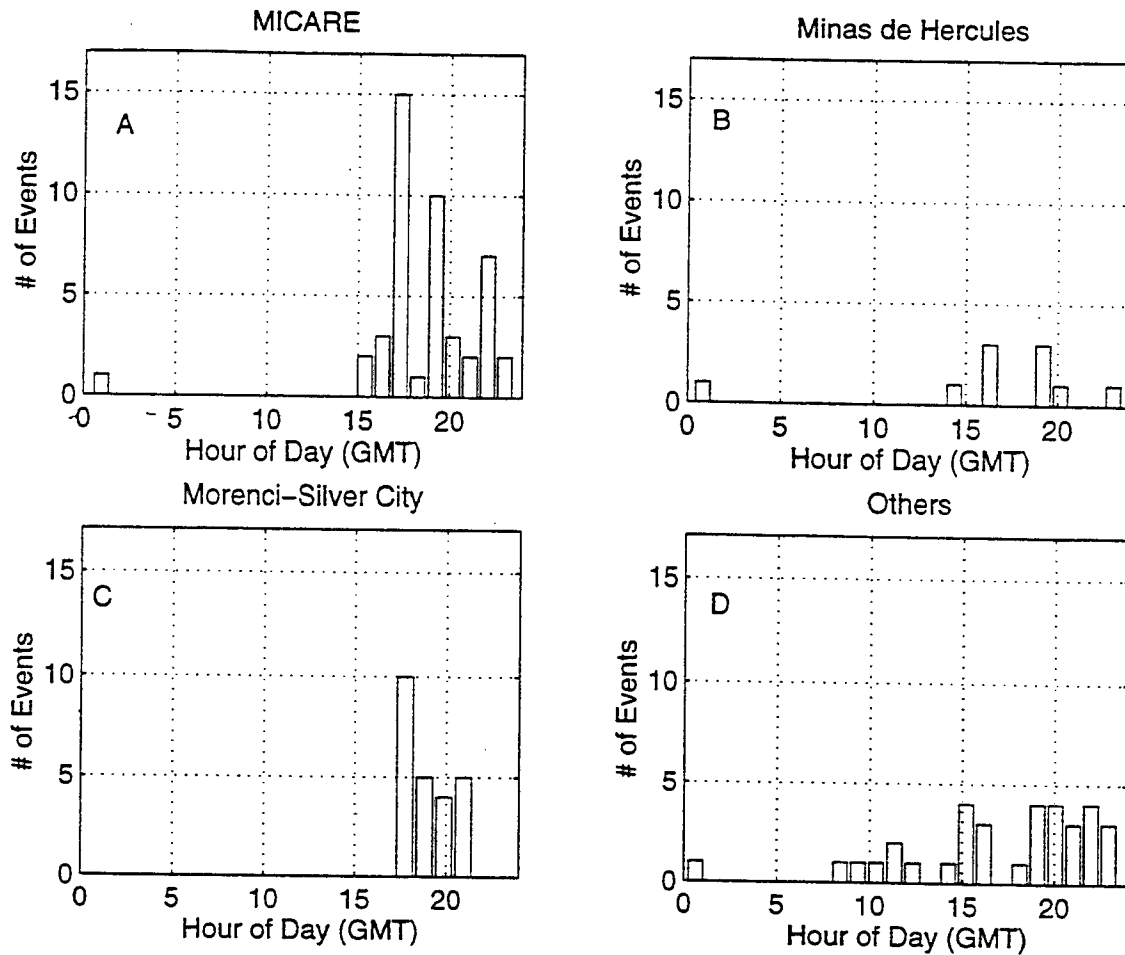 MICARE
A
# of Events
15
10
5
0
-0 5 10 15 20
Hour of Day (GMT)
Minas de Hercules
B
# of Events
15
10
5
0
0 5 10 15 20
Hour of Day (GMT)
Morenci–Silver City
C
# of Events
15
10
5
0
0 5 10 15 20
Hour of Day (GMT)
Others
D
# of Events
15
10
5
0
0 5 10 15 20
Hour of Day (GMT)